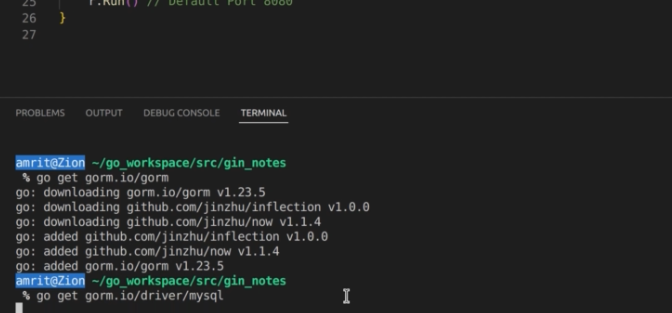 25 r.Run() // Default Port 8080
26 }
27
PROBLEMS OUTPUT DEBUG CONSOLE TERMINAL
amrit@Zion ~/go_workspace/src/gin_notes
% go get gorm.io/gorm
go: downloading gorm.io/gorm v1.23.5
go: downloading github.com/jinzhu/inflection v1.0.0
go: downloading github.com/jinzhu/now v1.1.4
go: added github.com/jinzhu/inflection v1.0.0
go: added github.com/jinzhu/now v1.1.4
go: added gorm.io/gorm v1.23.5
amrit@Zion ~/go_workspace/src/gin_notes
% go get gorm.io/driver/mysql